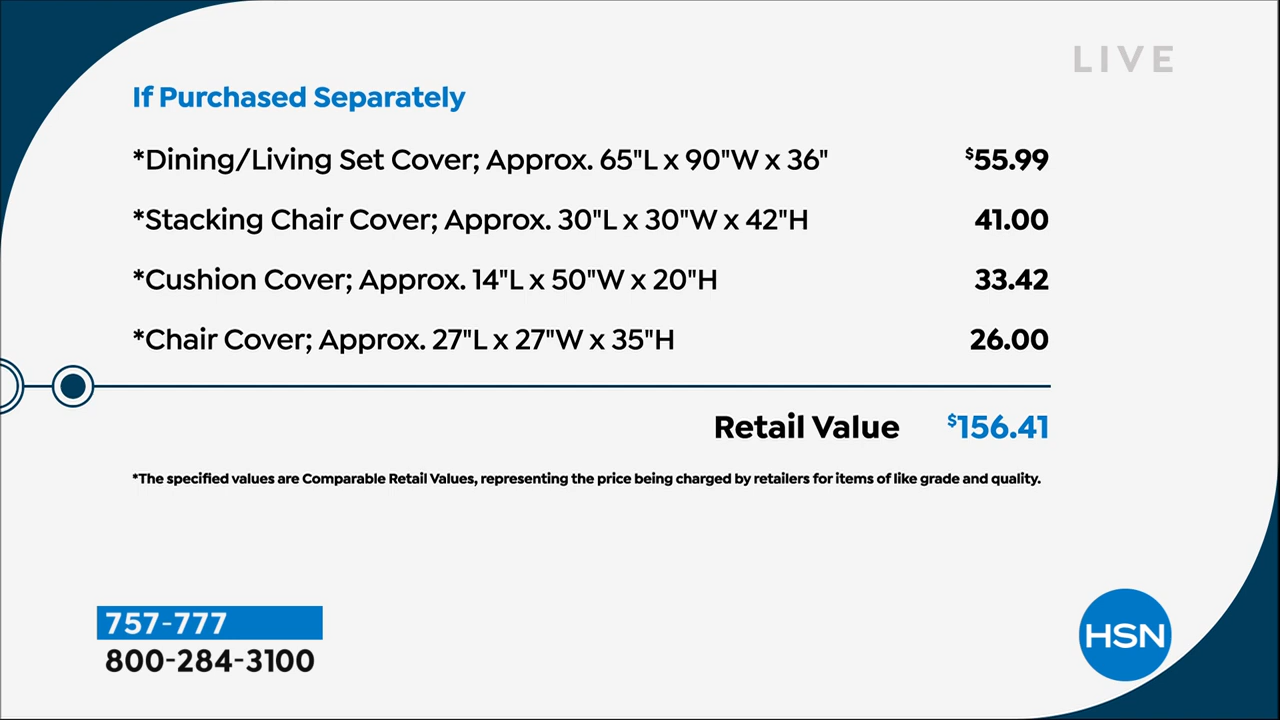 LIVE
If Purchased Separately
*Dining/Living Set Cover; Approx. 65"L x 90"W x 36" $55.99
*Stacking Chair Cover; Approx. 30"L x 30"W x 42"H 41.00
*Cushion Cover; Approx. 14"L x 50"W x 20"H 33.42
*Chair Cover; Approx. 27"L x 27"W x 35"H 26.00
Retail Value $156.41
*The specified values are Comparable Retail Values, representing the price being charged by retailers for items of like grade and quality.
757-777
800-284-3100
HSN